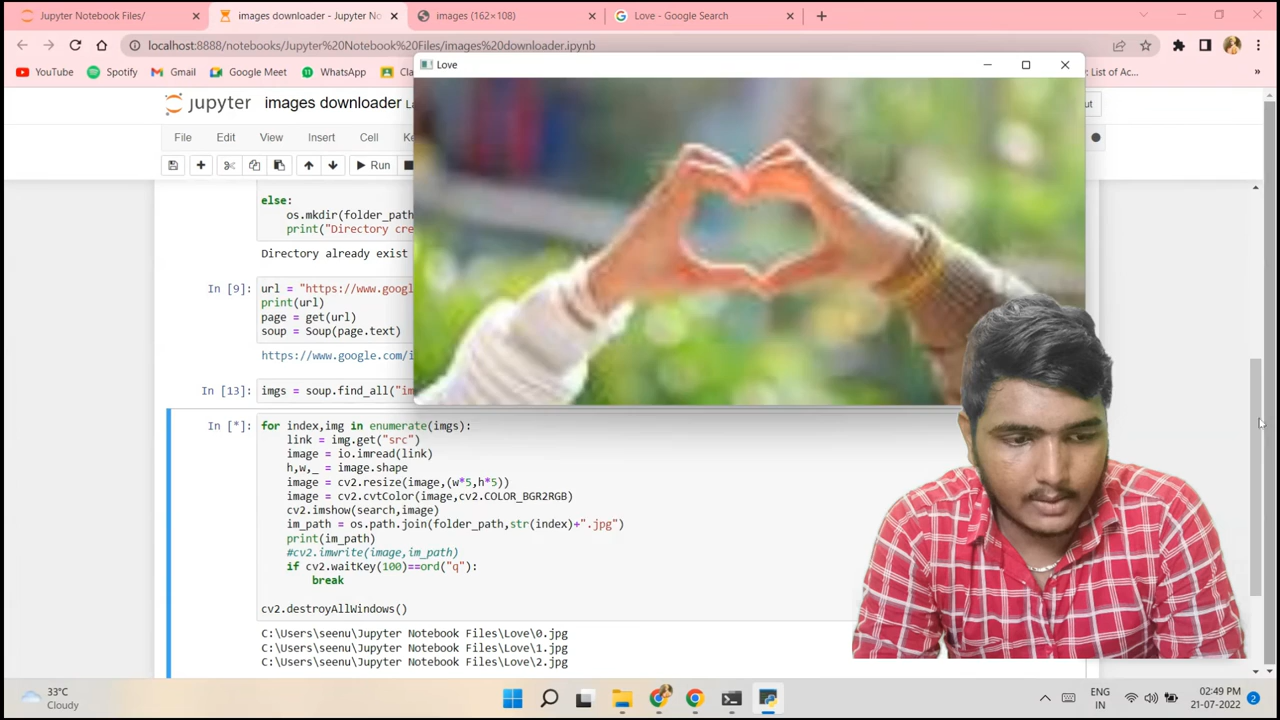 Jupyter Notebook Files/
images downloader - Jupyter No
images (162×108)
Love - Google Search
localhost:8888/notebooks/Jupyter%20Notebook%20Files/images%20downloader.ipynb
YouTube
Spotify
Gmail
Google Meet
WhatsApp
Cla
: List of Ac...
»
Love
jupyter images downloader La
ut
File
Edit
View
Insert
Cell
Ke
Run
else:
os.mkdir(folder_path
print("Directory cre
Directory already exist
In [9]: url = "https://www.goog
print(url)
page = get(url)
soup = Soup(page.text)
https://www.google.com/i
In [13]: imgs = soup.find_all("im
In [*]: for index,img in enumerate(imgs):
link = img.get("src")
image = io.imread(link)
h,w,_ = image.shape
image = cv2.resize(image,(w*5,h*5))
image = cv2.cvtColor(image,cv2.COLOR_BGR2RGB)
cv2.imshow(search,image)
im_path = os.path.join(folder_path,str(index)+".jpg")
print(im_path)
#cv2.imwrite(image,im_path)
if cv2.waitKey(100)==ord("q"):
break
cv2.destroyAllWindows()
C:\Users\seenu\Jupyter Notebook Files\Love\0.jpg
C:\Users\seenu\Jupyter Notebook Files\Love\1.jpg
C:\Users\seenu\Jupyter Notebook Files\Love\2.jpg
33°C
Cloudy
ENG
IN
02:49 PM
21-07-2022
2